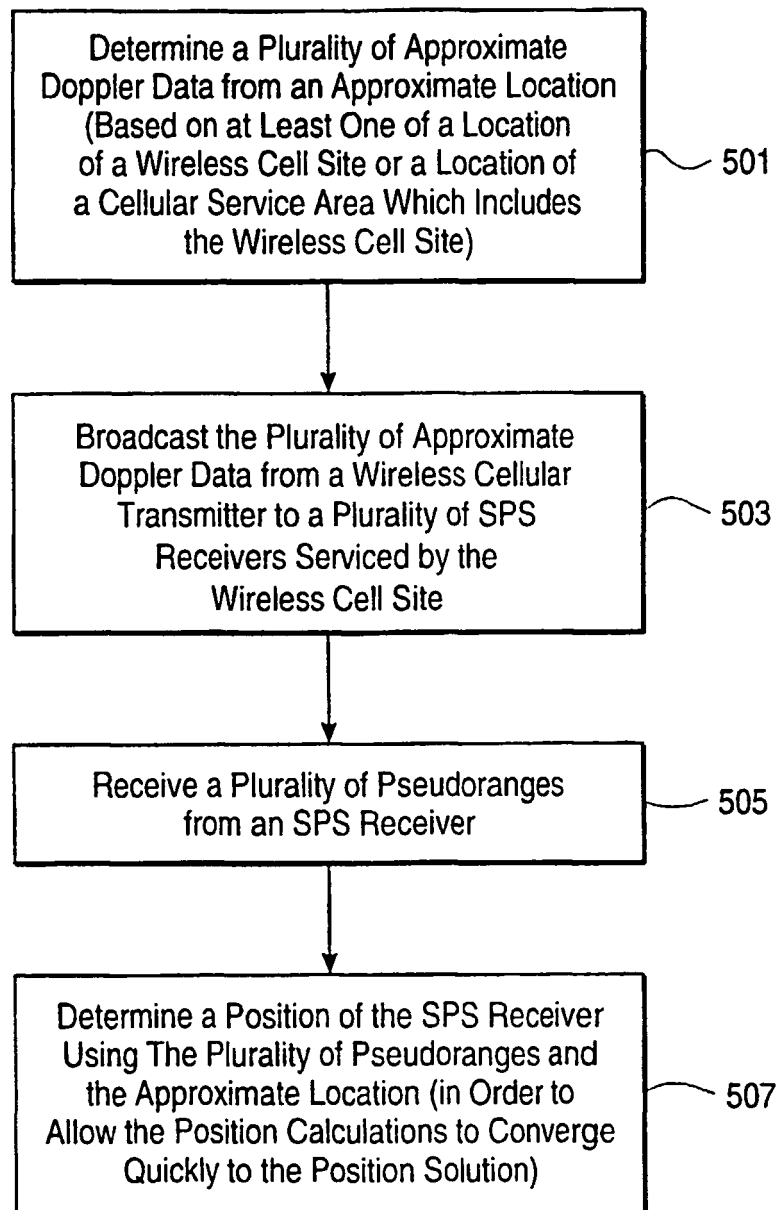 Determine a Plurality of Approximate
Doppler Data from an Approximate Location
(Based on at Least One of a Location
of a Wireless Cell Site or a Location of
a Cellular Service Area Which Includes
the Wireless Cell Site)
501
Broadcast the Plurality of Approximate
Doppler Data from a Wireless Cellular
Transmitter to a Plurality of SPS
Receivers Serviced by the
Wireless Cell Site
503
Receive a Plurality of Pseudoranges
from an SPS Receiver
505
Determine a Position of the SPS Receiver
Using The Plurality of Pseudoranges and
the Approximate Location (in Order to
Allow the Position Calculations to Converge
Quickly to the Position Solution)
507